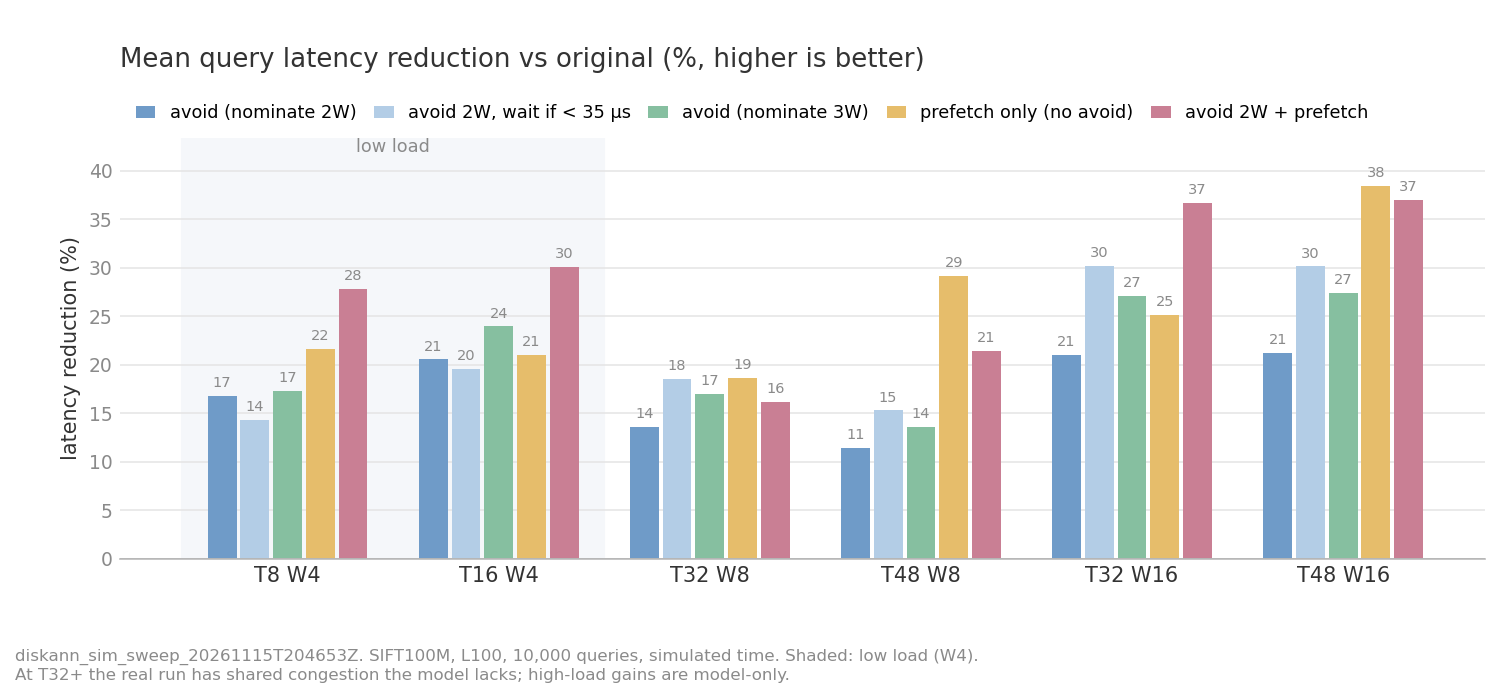 Mean query latency reduction vs original (%, higher is better)
avoid (nominate 2W) avoid 2W, wait if < 35 µs avoid (nominate 3W) prefetch only (no avoid) avoid 2W + prefetch
low load
latency reduction (%)
40
35
30
25
20
15
10
5
0
17 14 17 22 28
21 20 24 21 30
14 18 17 19 16
11 15 14 29 21
21 30 27 25 37
21 30 27 38 37
T8 W4 T16 W4 T32 W8 T48 W8 T32 W16 T48 W16
diskann_sim_sweep_20261115T204653Z. SIFT100M, L100, 10,000 queries, simulated time. Shaded: low load (W4).
At T32+ the real run has shared congestion the model lacks; high-load gains are model-only.